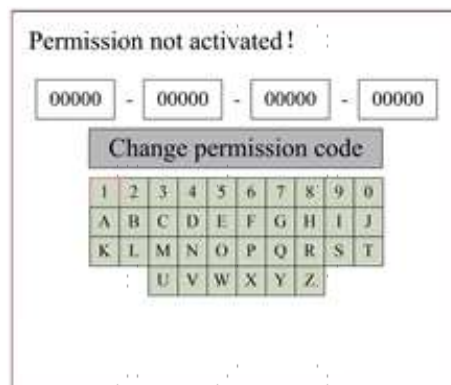 Permission not activated!
00000 - 00000 - 00000 - 00000
Change permission code
1 2 3 4 5 6 7 8 9 0
A B C D E F G H I J
K L M N O P Q R S T
U V W X Y Z